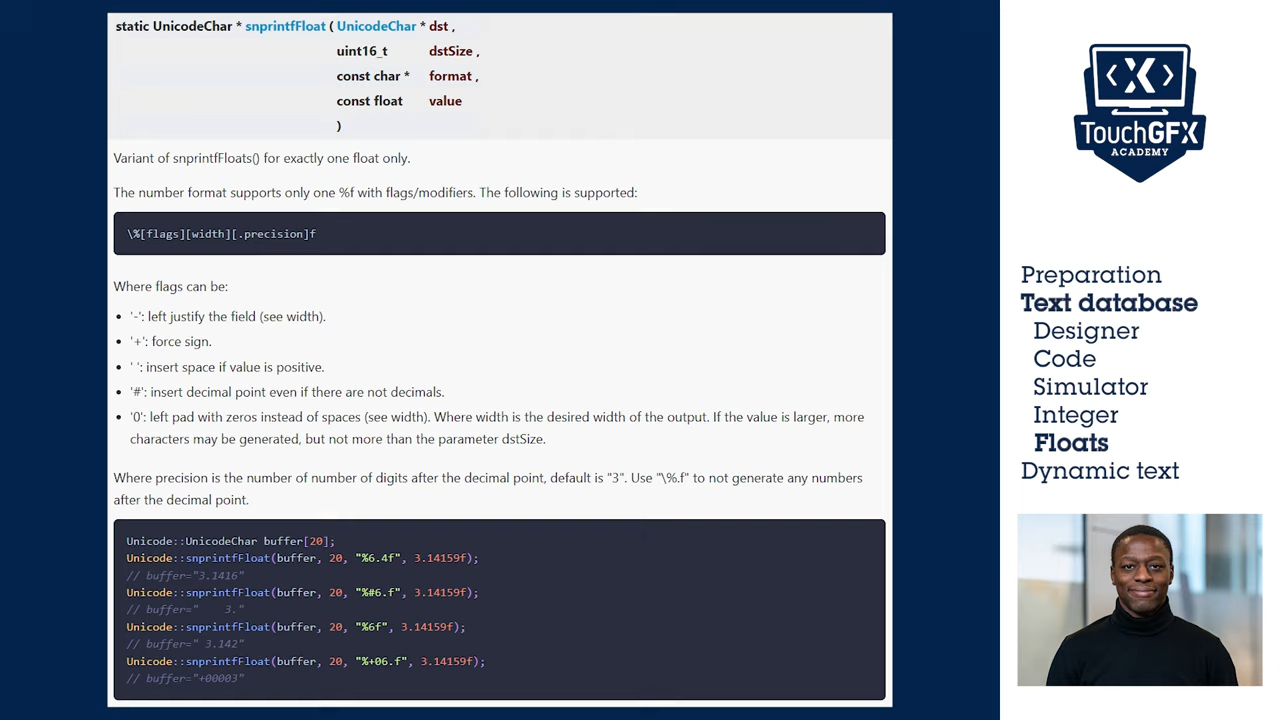 static UnicodeChar * snprintfFloat ( UnicodeChar * dst ,
uint16_t dstSize ,
const char * format ,
const float value
)
Variant of snprintfFloats() for exactly one float only.
The number format supports only one %f with flags/modifiers. The following is supported:
\%[flags][width][.precision]f
Where flags can be:
• '-': left justify the field (see width).
• '+': force sign.
• ' ': insert space if value is positive.
• '#': insert decimal point even if there are not decimals.
• '0': left pad with zeros instead of spaces (see width). Where width is the desired width of the output. If the value is larger, more
characters may be generated, but not more than the parameter dstSize.
Where precision is the number of number of digits after the decimal point, default is "3". Use "\%.f" to not generate any numbers
after the decimal point.
Unicode::UnicodeChar buffer[20];
Unicode::snprintfFloat(buffer, 20, "%6.4f", 3.14159f);
// buffer="3.1416"
Unicode::snprintfFloat(buffer, 20, "%#6.f", 3.14159f);
// buffer="    3."
Unicode::snprintfFloat(buffer, 20, "%6f", 3.14159f);
// buffer=" 3.142"
Unicode::snprintfFloat(buffer, 20, "%+06.f", 3.14159f);
// buffer="+00003"
TouchGFX
ACADEMY
Preparation
Text database
Designer
Code
Simulator
Integer
Floats
Dynamic text